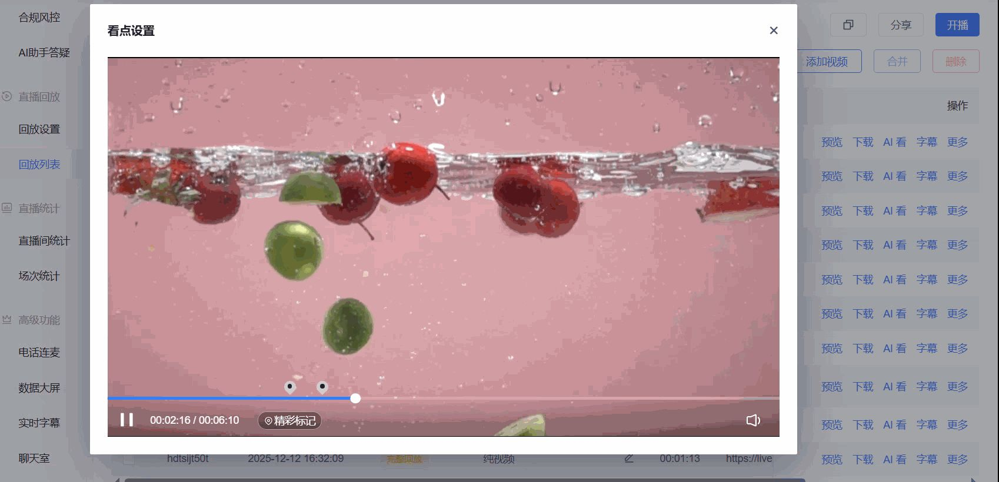 合规风控
AI助手答疑
直播回放
回放设置
回放列表
直播统计
直播间统计
场次统计
高级功能
电话连麦
数据大屏
实时字幕
聊天室
看点设置
00:02:16 / 00:06:10
精彩标记
分享
开播
添加视频
合并
删除
操作
预览 下载 AI 看 字幕 更多
预览 下载 AI 看 字幕 更多
预览 下载 AI 看 字幕 更多
预览 下载 AI 看 字幕 更多
预览 下载 AI 看 字幕 更多
预览 下载 AI 看 字幕 更多
预览 下载 AI 看 字幕 更多
预览 下载 AI 看 字幕 更多
预览 下载 AI 看 字幕 更多
hdtsijt50t 2025-12-12 16:32:09 完整回放 纯视频 00:01:13 https://live 预览 下载 AI 看 字幕 更多